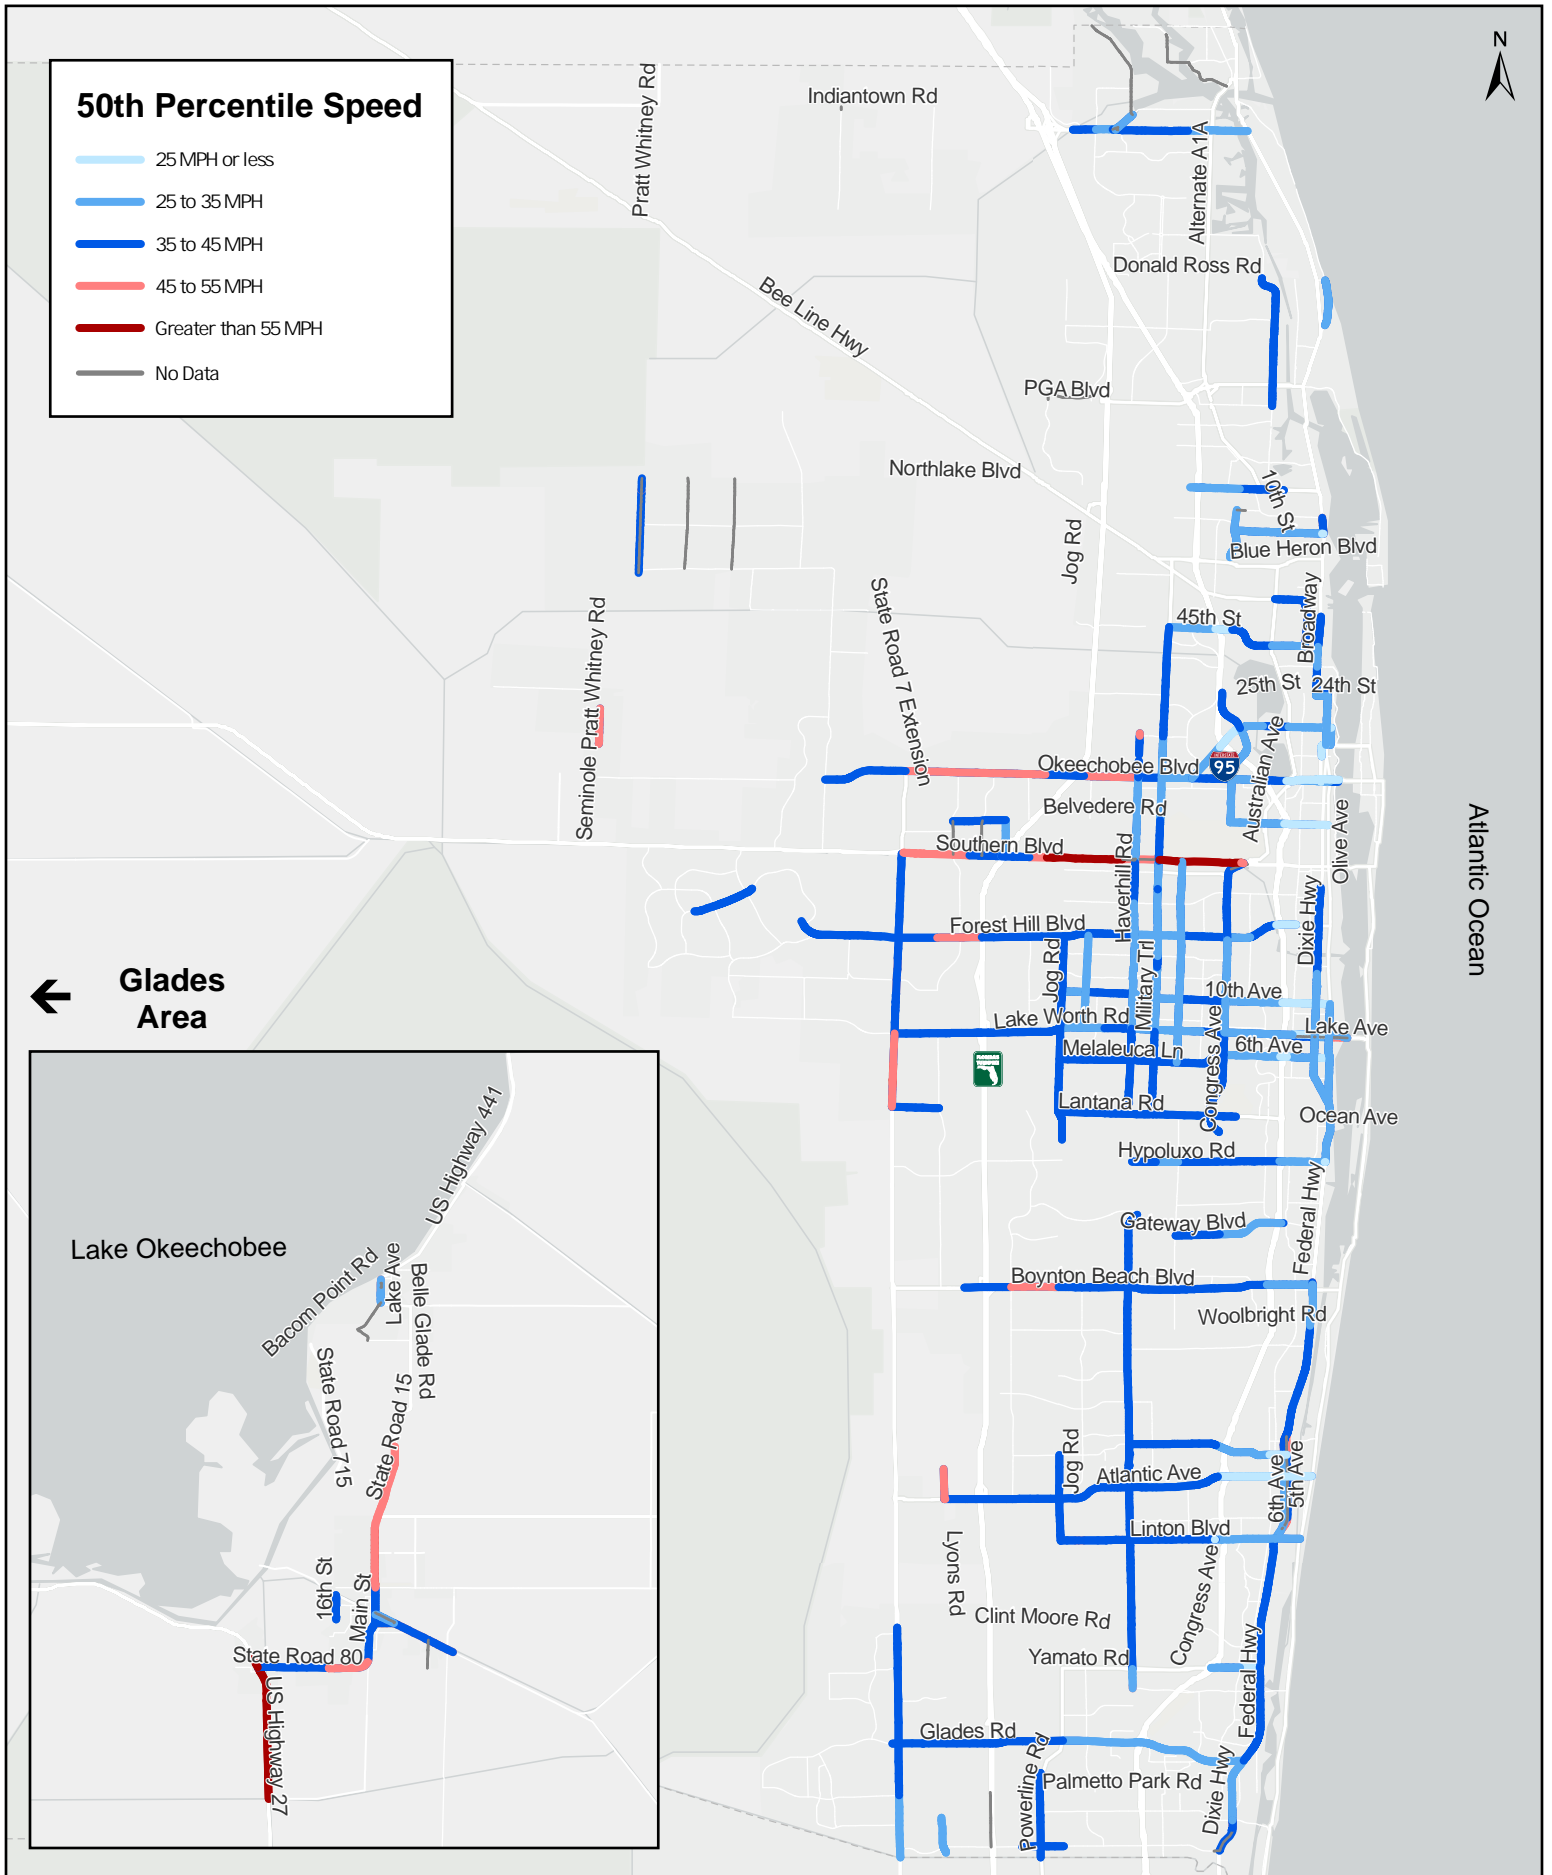 N
50th Percentile Speed
25 MPH or less
25 to 35 MPH
35 to 45 MPH
45 to 55 MPH
Greater than 55 MPH
No Data
Pratt Whitney Rd
Indiantown Rd
Alternate A1A
Donald Ross Rd
Bee Line Hwy
PGA Blvd
Northlake Blvd
10th St
Jog Rd
Blue Heron Blvd
Broadway
45th St
State Road 7 Extension
Seminole Pratt Whitney Rd
25th St
24th St
Okeechobee Blvd
95
Australian Ave
Belvedere Rd
Olive Ave
Southern Blvd
Haverhill Rd
Atlantic Ocean
Dixie Hwy
Forest Hill Blvd
Jog Rd
Military Trl
10th Ave
Lake Worth Rd
Lake Ave
Congress Ave
6th Ave
Melaleuca Ln
Lantana Rd
Ocean Ave
Hypoluxo Rd
Federal Hwy
Gateway Blvd
Boynton Beach Blvd
Woolbright Rd
Jog Rd
Atlantic Ave
6th Ave
5th Ave
Linton Blvd
Lyons Rd
Congress Ave
Clint Moore Rd
Yamato Rd
Federal Hwy
Glades Rd
Powerline Rd
Palmetto Park Rd
Dixie Hwy
Glades
Area
US Highway 441
Lake Okeechobee
Bacom Point Rd
Lake Ave
Belle Glade Rd
State Road 715
State Road 15
16th St
Main St
State Road 80
US Highway 27